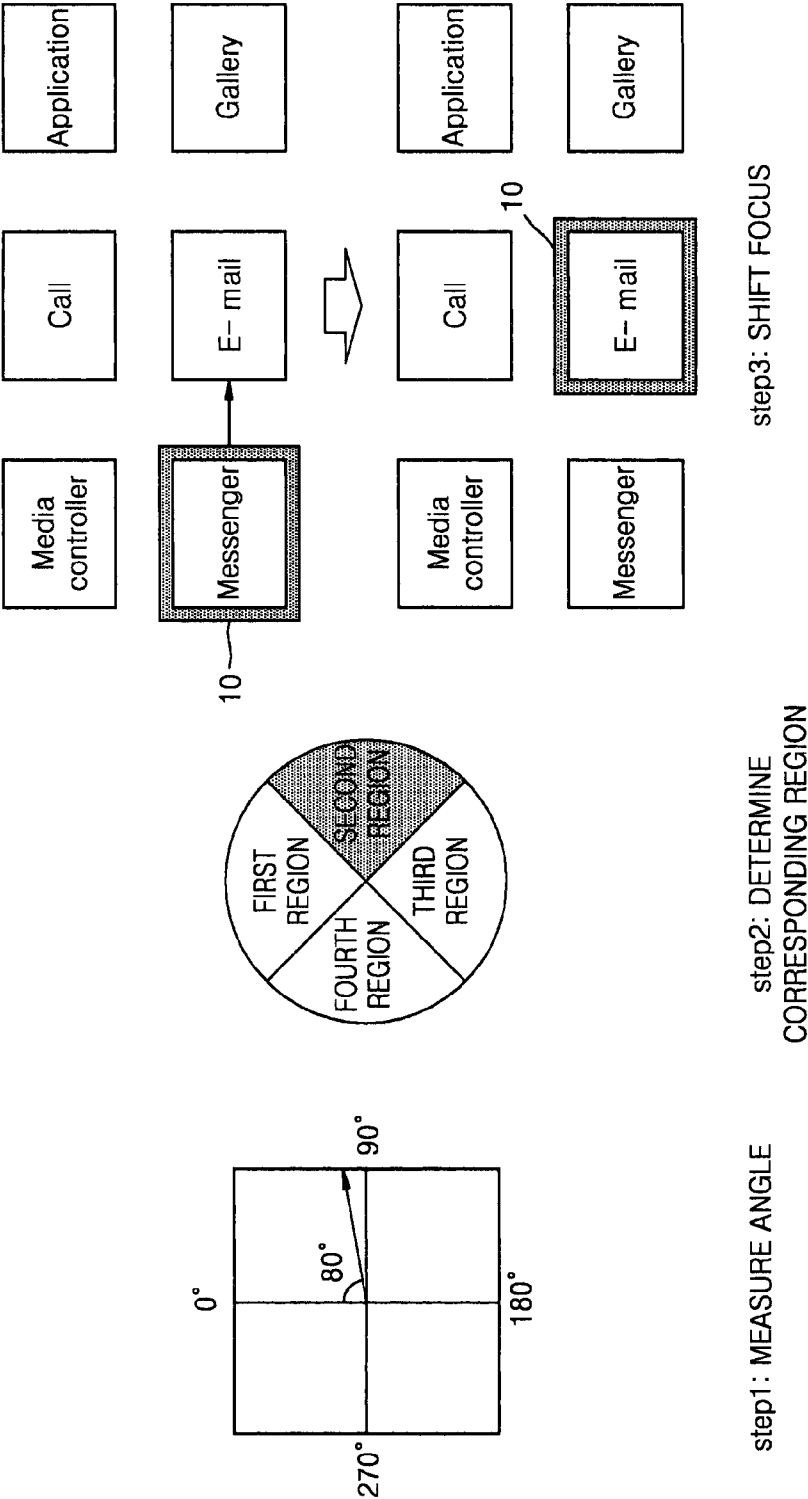 0°
80°
90°
270°
180°
step1: MEASURE ANGLE
FIRST
REGION
SECOND
REGION
FOURTH
REGION
THIRD
REGION
step2: DETERMINE
CORRESPONDING REGION
Media
controller
Call
Application
10
Messenger
E- mail
Gallery
Media
controller
Call
Application
10
Messenger
E- mail
Gallery
step3: SHIFT FOCUS